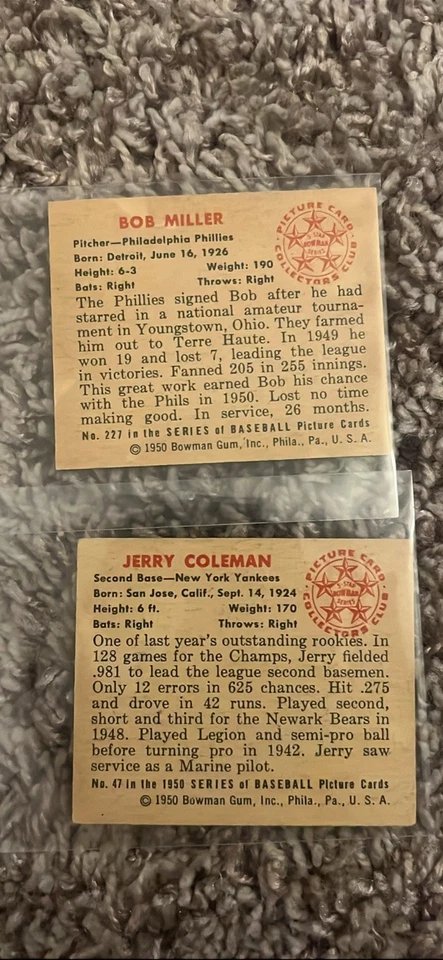 BOB MILLER
Pitcher—Philadelphia Phillies
Born: Detroit, June 16, 1926
Height: 6-3 Weight: 190
Bats: Right Throws: Right
The Phillies signed Bob after he had
starred in a national amateur tourna-
ment in Youngstown, Ohio. They farmed
him out to Terre Haute. In 1949 he
won 19 and lost 7, leading the league
in victories. Fanned 205 in 255 innings.
This great work earned Bob his chance
with the Phils in 1950. Lost no time
making good. In service, 26 months.
No. 227 in the SERIES of BASEBALL Picture Cards
© 1950 Bowman Gum, Inc., Phila., Pa., U. S. A.
PICTURE CARD
COLLECTORS CLUB
5-STAR
BOWMAN
SERIES
JERRY COLEMAN
Second Base—New York Yankees
Born: San Jose, Calif., Sept. 14, 1924
Height: 6 ft. Weight: 170
Bats: Right Throws: Right
One of last year's outstanding rookies. In
128 games for the Champs, Jerry fielded
.981 to lead the league second basemen.
Only 12 errors in 625 chances. Hit .275
and drove in 42 runs. Played second,
short and third for the Newark Bears in
1948. Played Legion and semi-pro ball
before turning pro in 1942. Jerry saw
service as a Marine pilot.
No. 47 in the 1950 SERIES of BASEBALL Picture Cards
© 1950 Bowman Gum, Inc., Phila., Pa., U. S. A.
PICTURE CARD
COLLECTORS CLUB
5-STAR
BOWMAN
SERIES